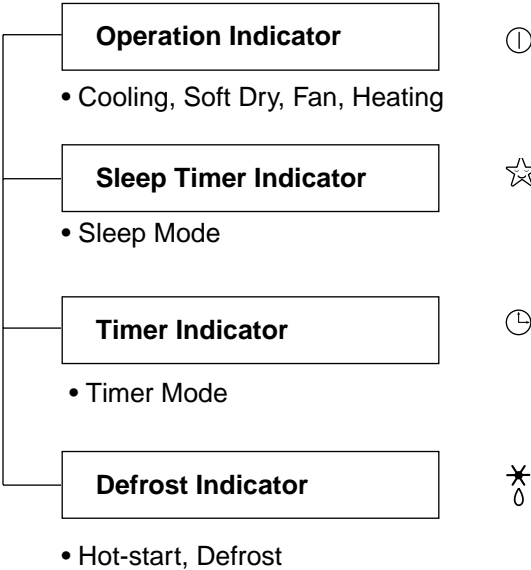 Operation Indicator
• Cooling, Soft Dry, Fan, Heating
Sleep Timer Indicator
• Sleep Mode
Timer Indicator
• Timer Mode
Defrost Indicator
• Hot-start, Defrost